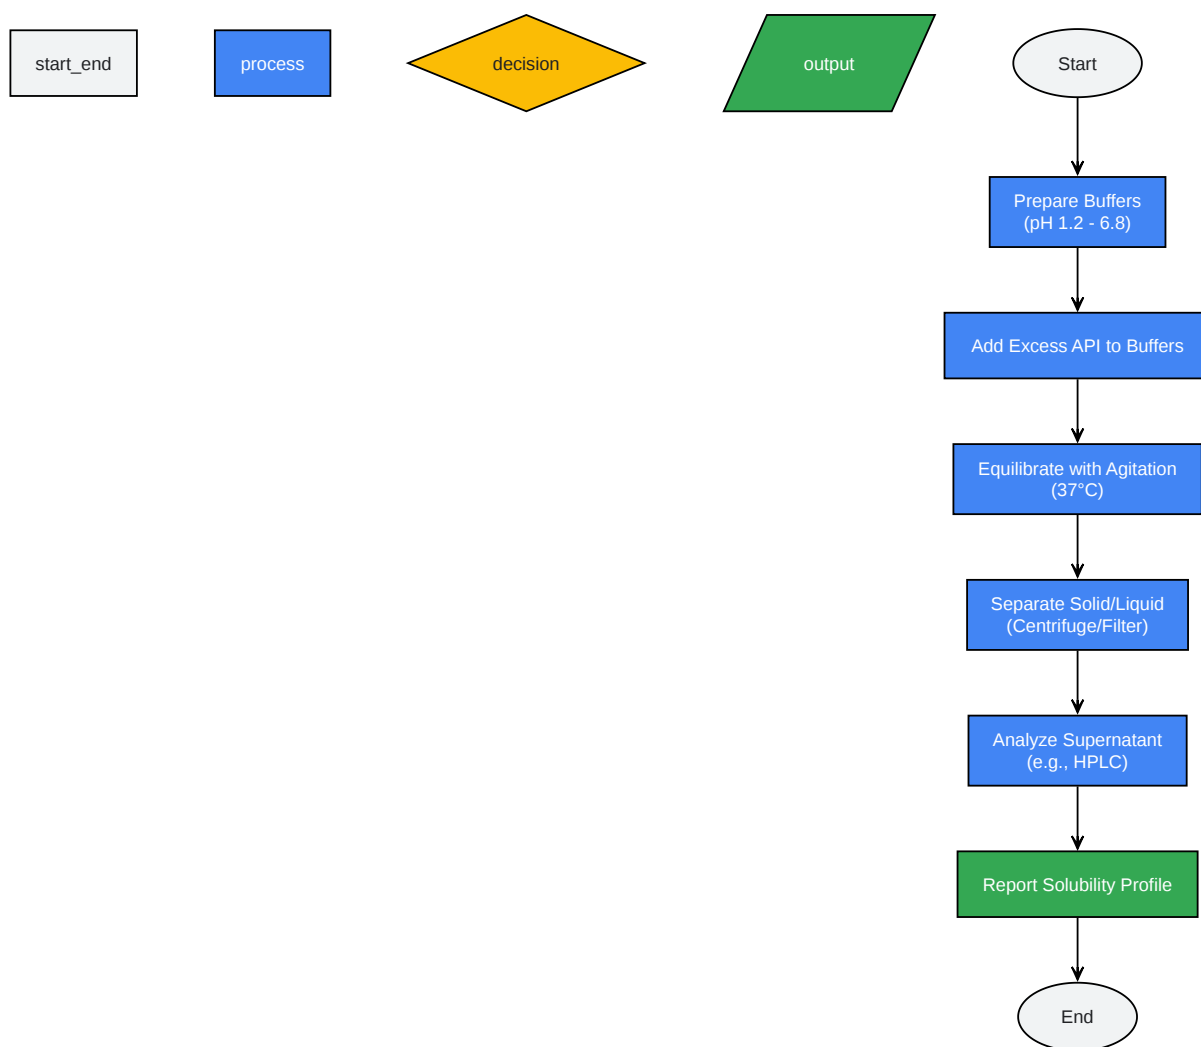 start_end
process
decision
output
Start
Prepare Buffers
(pH 1.2 - 6.8)
Add Excess API to Buffers
Equilibrate with Agitation
(37°C)
Separate Solid/Liquid
(Centrifuge/Filter)
Analyze Supernatant
(e.g., HPLC)
Report Solubility Profile
End